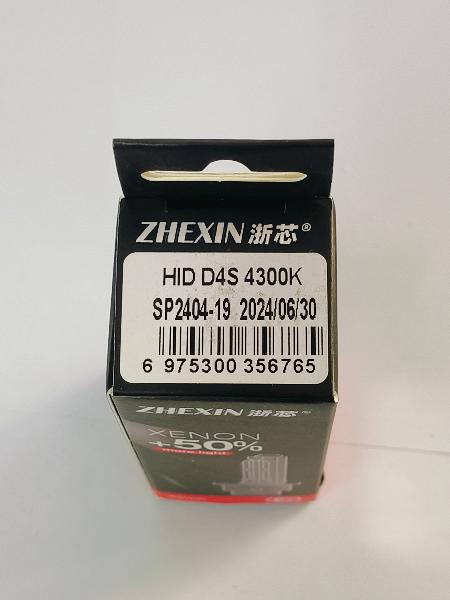 ZHEXIN 浙芯®
HID D4S 4300K
SP2404-19 2024/06/30
6 975300 356765
ZHEXIN 浙芯®
XENON
+50%
more light